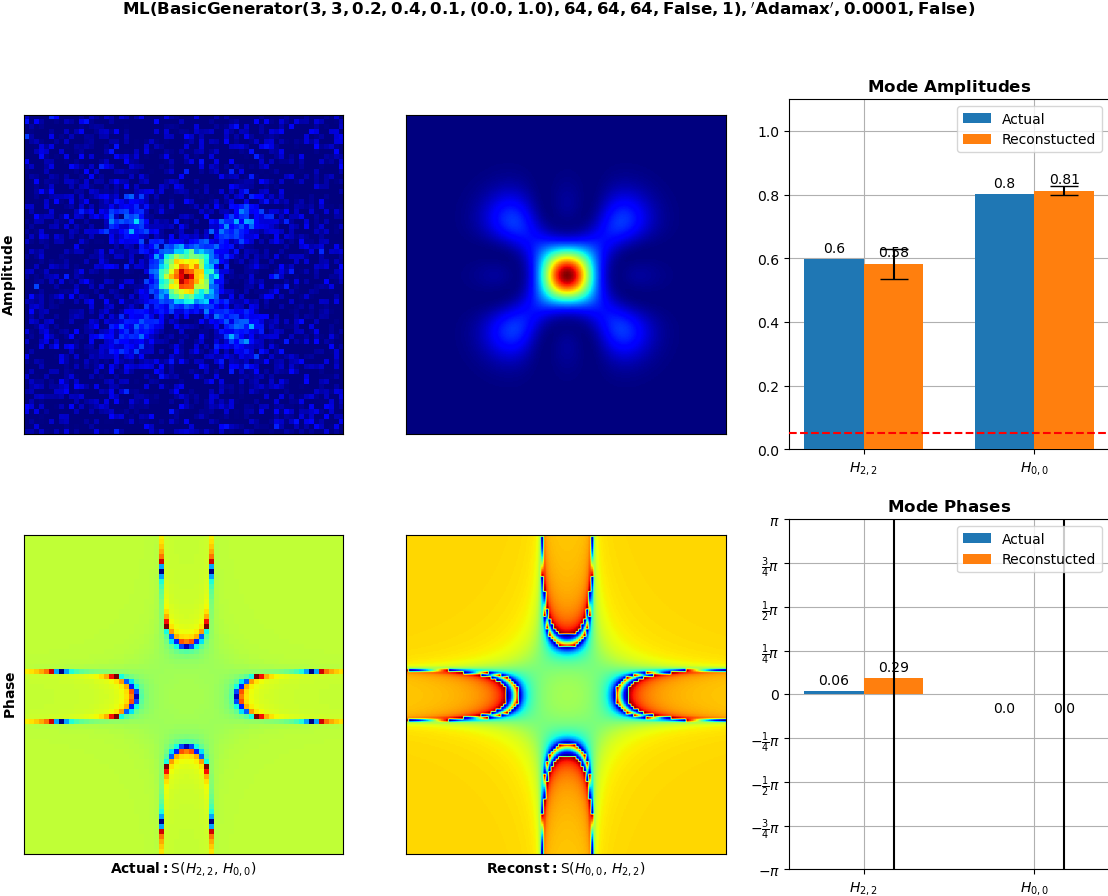 ML(BasicGenerator(3, 3, 0.2, 0.4, 0.1, (0.0, 1.0), 64, 64, 64, False, 1), ′Adamax′, 0.0001, False)
Amplitude
Mode Amplitudes
Actual
Reconstucted
1.0
0.8
0.6
0.4
0.2
0.0
0.6
0.58
0.8
0.81
H2, 2
H0, 0
Phase
Actual: S(H2, 2, H0, 0)
Reconst: S(H0, 0, H2, 2)
Mode Phases
Actual
Reconstucted
π
3/4π
1/2π
1/4π
0
−1/4π
−1/2π
−3/4π
−π
0.06
0.29
0.0
0.0
H2, 2
H0, 0